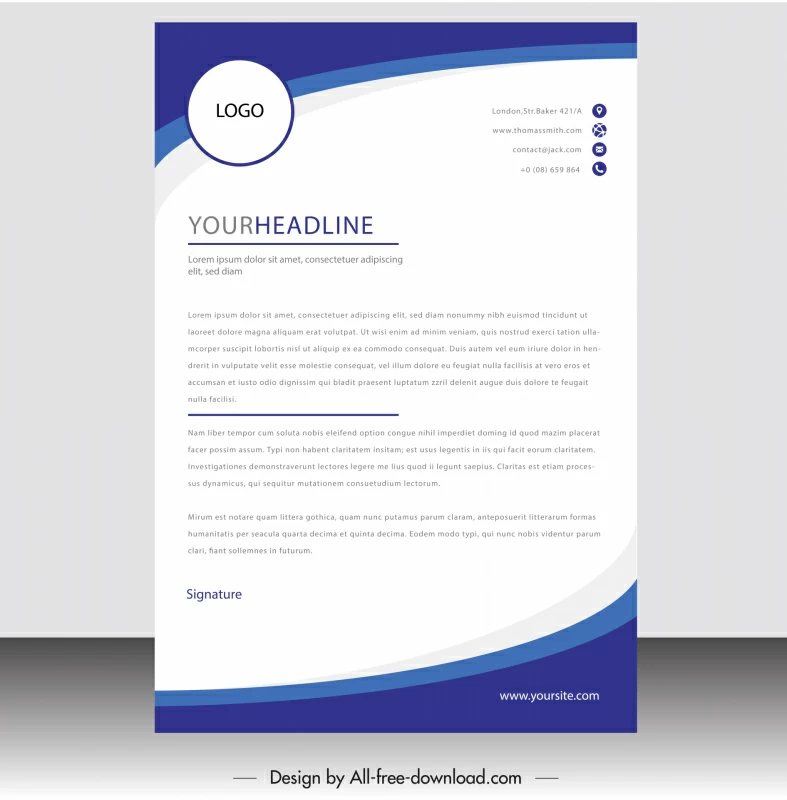 LOGO
London,Str.Baker 421/A
www.thomassmith.com
contact@jack.com
+0 (08) 659 864
YOURHEADLINE
Lorem ipsum dolor sit amet, consectetuer adipiscing
elit, sed diam
Lorem ipsum dolor sit amet, consectetuer adipiscing elit, sed diam nonummy nibh euismod tincidunt ut
laoreet dolore magna aliquam erat volutpat. Ut wisi enim ad minim veniam, quis nostrud exerci tation ulla-
mcorper suscipit lobortis nisl ut aliquip ex ea commodo consequat. Duis autem vel eum iriure dolor in hen-
drerit in vulputate velit esse molestie consequat, vel illum dolore eu feugiat nulla facilisis at vero eros et
accumsan et iusto odio dignissim qui bladit praesent luptatum zzril delenit augue duis dolore te feugait
nulla facilisi.
Nam liber tempor cum soluta nobis eleifend option congue nihil imperdiet doming id quod mazim placerat
facer possim assum. Typi non habent claritatem insitam; est usus legentis in iis qui facit eorum claritatem.
Investigationes demonstraverunt lectores legere me lius quod ii legunt saepius. Claritas est etiam proces-
sus dynamicus, qui sequitur mutationem consuetudium lectorum.
Mirum est notare quam littera gothica, quam nunc putamus parum claram, anteposuerit litterarum formas
humanitatis per seacula quarta decima et quinta decima. Eodem modo typi, qui nunc nobis videntur parum
clari, fiant sollemnes in futurum.
Signature
www.yoursite.com
Design by All-free-download.com